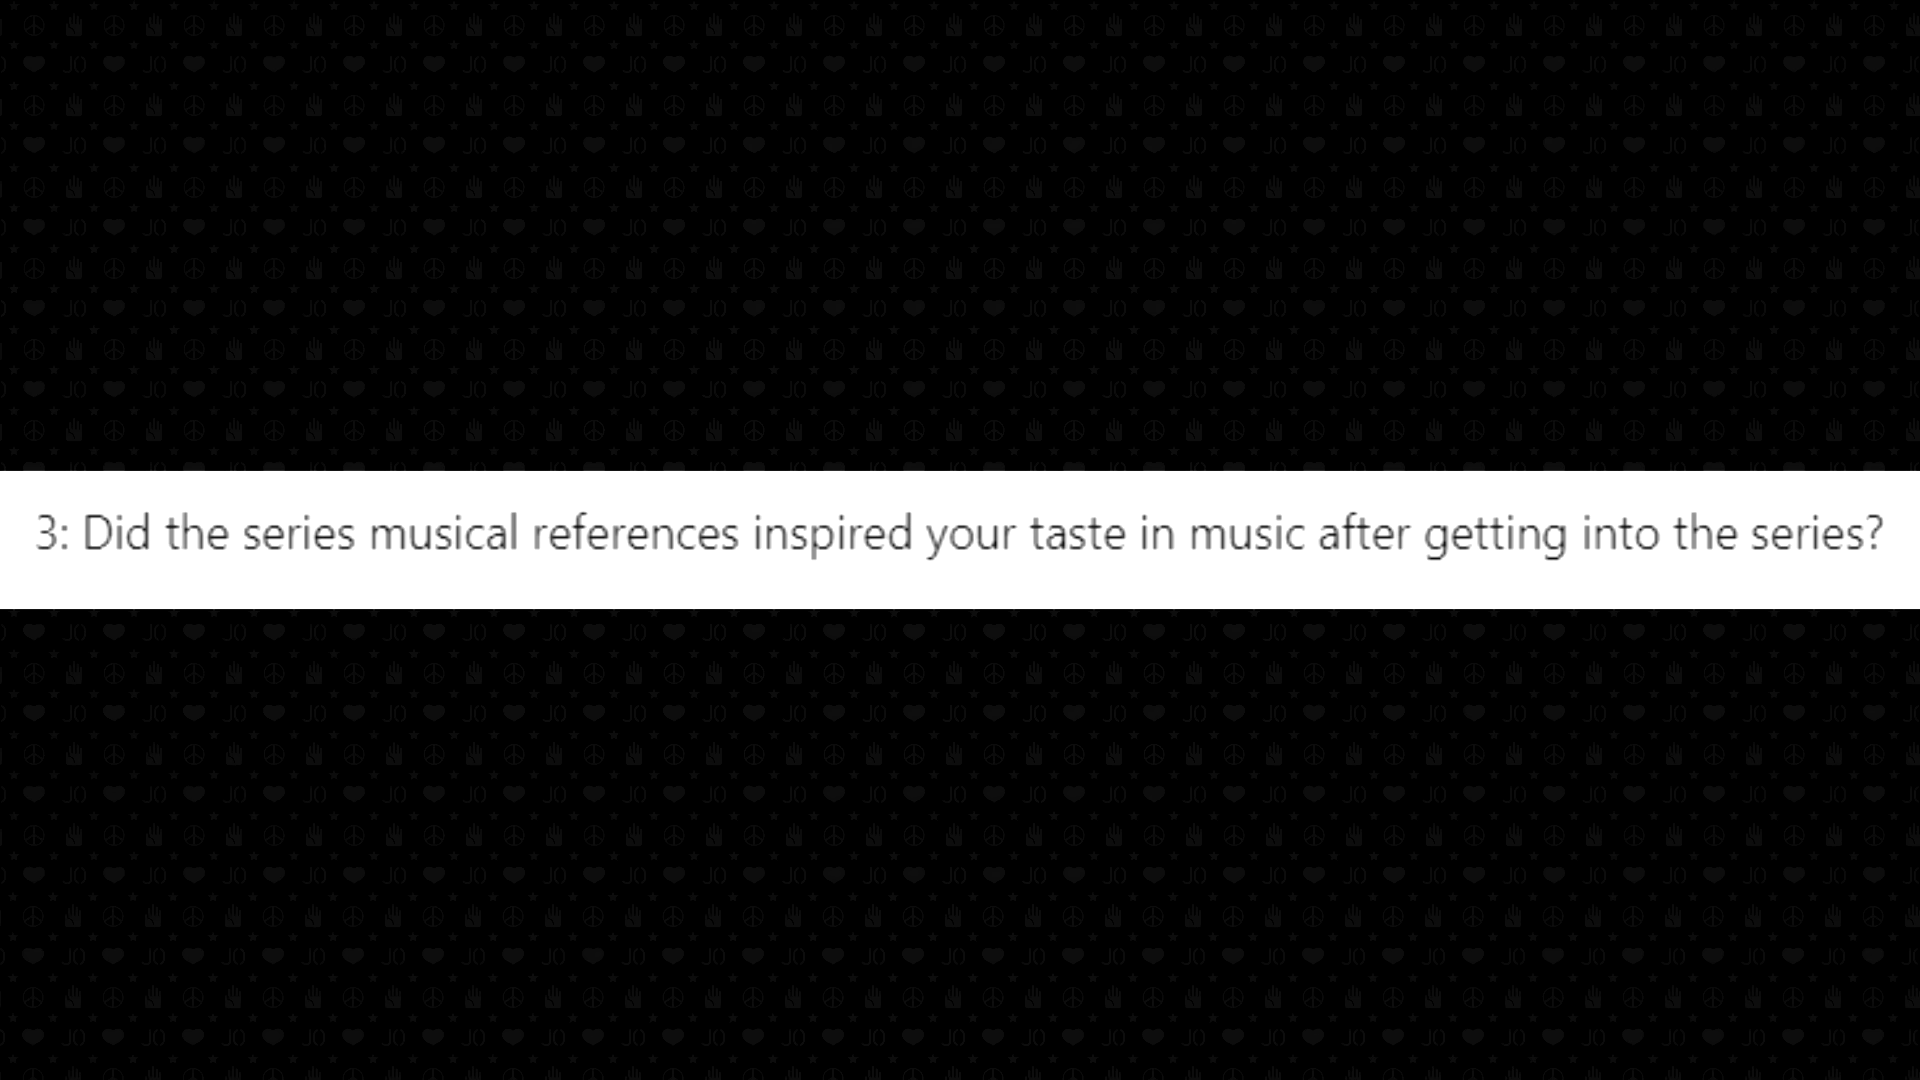 3: Did the series musical references inspired your taste in music after getting into the series?